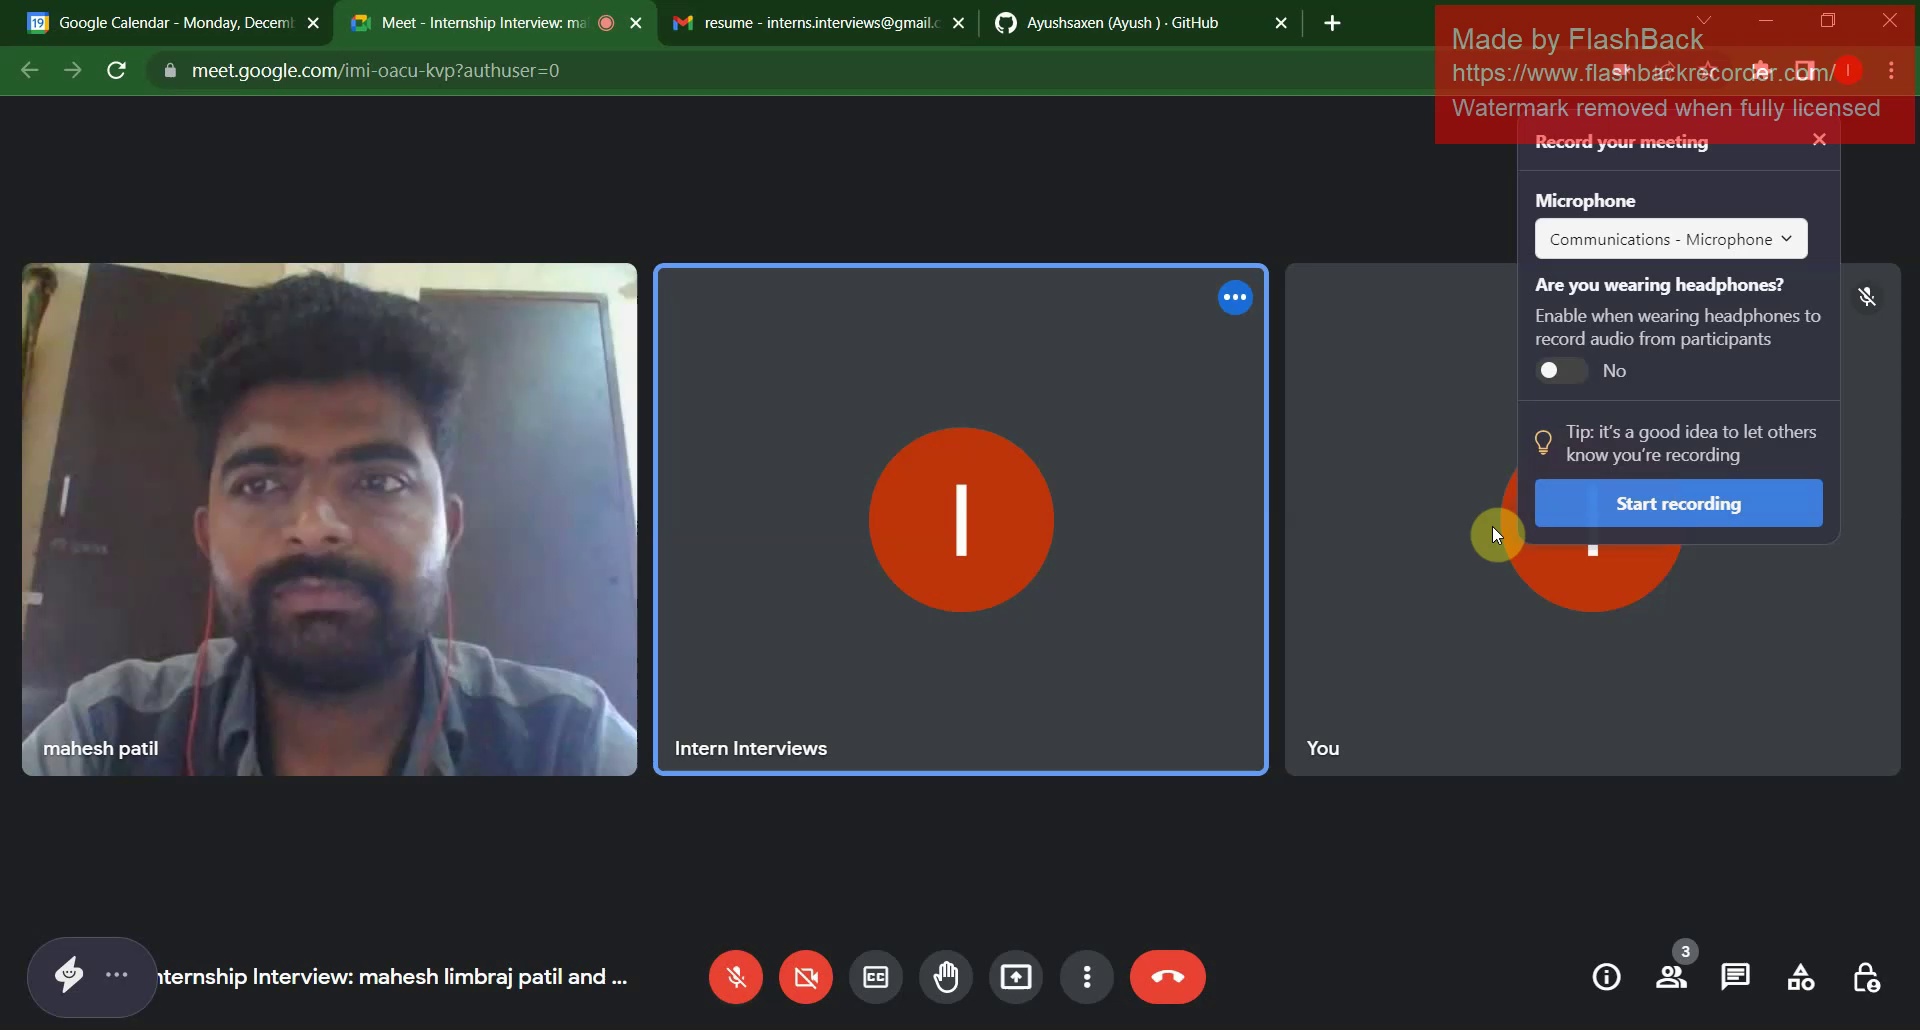 Google Calendar - Monday, Decem
Meet - Internship Interview: ma
resume - interns.interviews@gmail.c
Ayushsaxen (Ayush ) · GitHub
meet.google.com/imi-oacu-kvp?authuser=0
Made by FlashBack
https://www.flashbackrecorder.com/
Watermark removed when fully licensed
Record your meeting
Microphone
Communications - Microphone
Are you wearing headphones?
Enable when wearing headphones to
record audio from participants
No
Tip: it's a good idea to let others
know you're recording
Start recording
I
mahesh patil
Intern Interviews
You
nternship Interview: mahesh limbraj patil and ...
CC
3